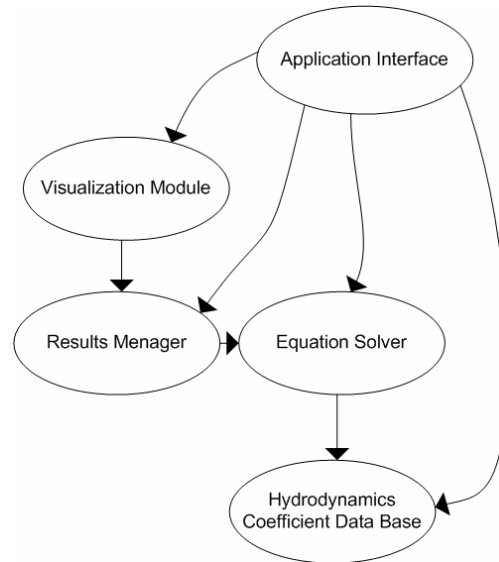 Application Interface
Visualization Module
Results Menager
Equation Solver
Hydrodynamics
Coefficient Data Base